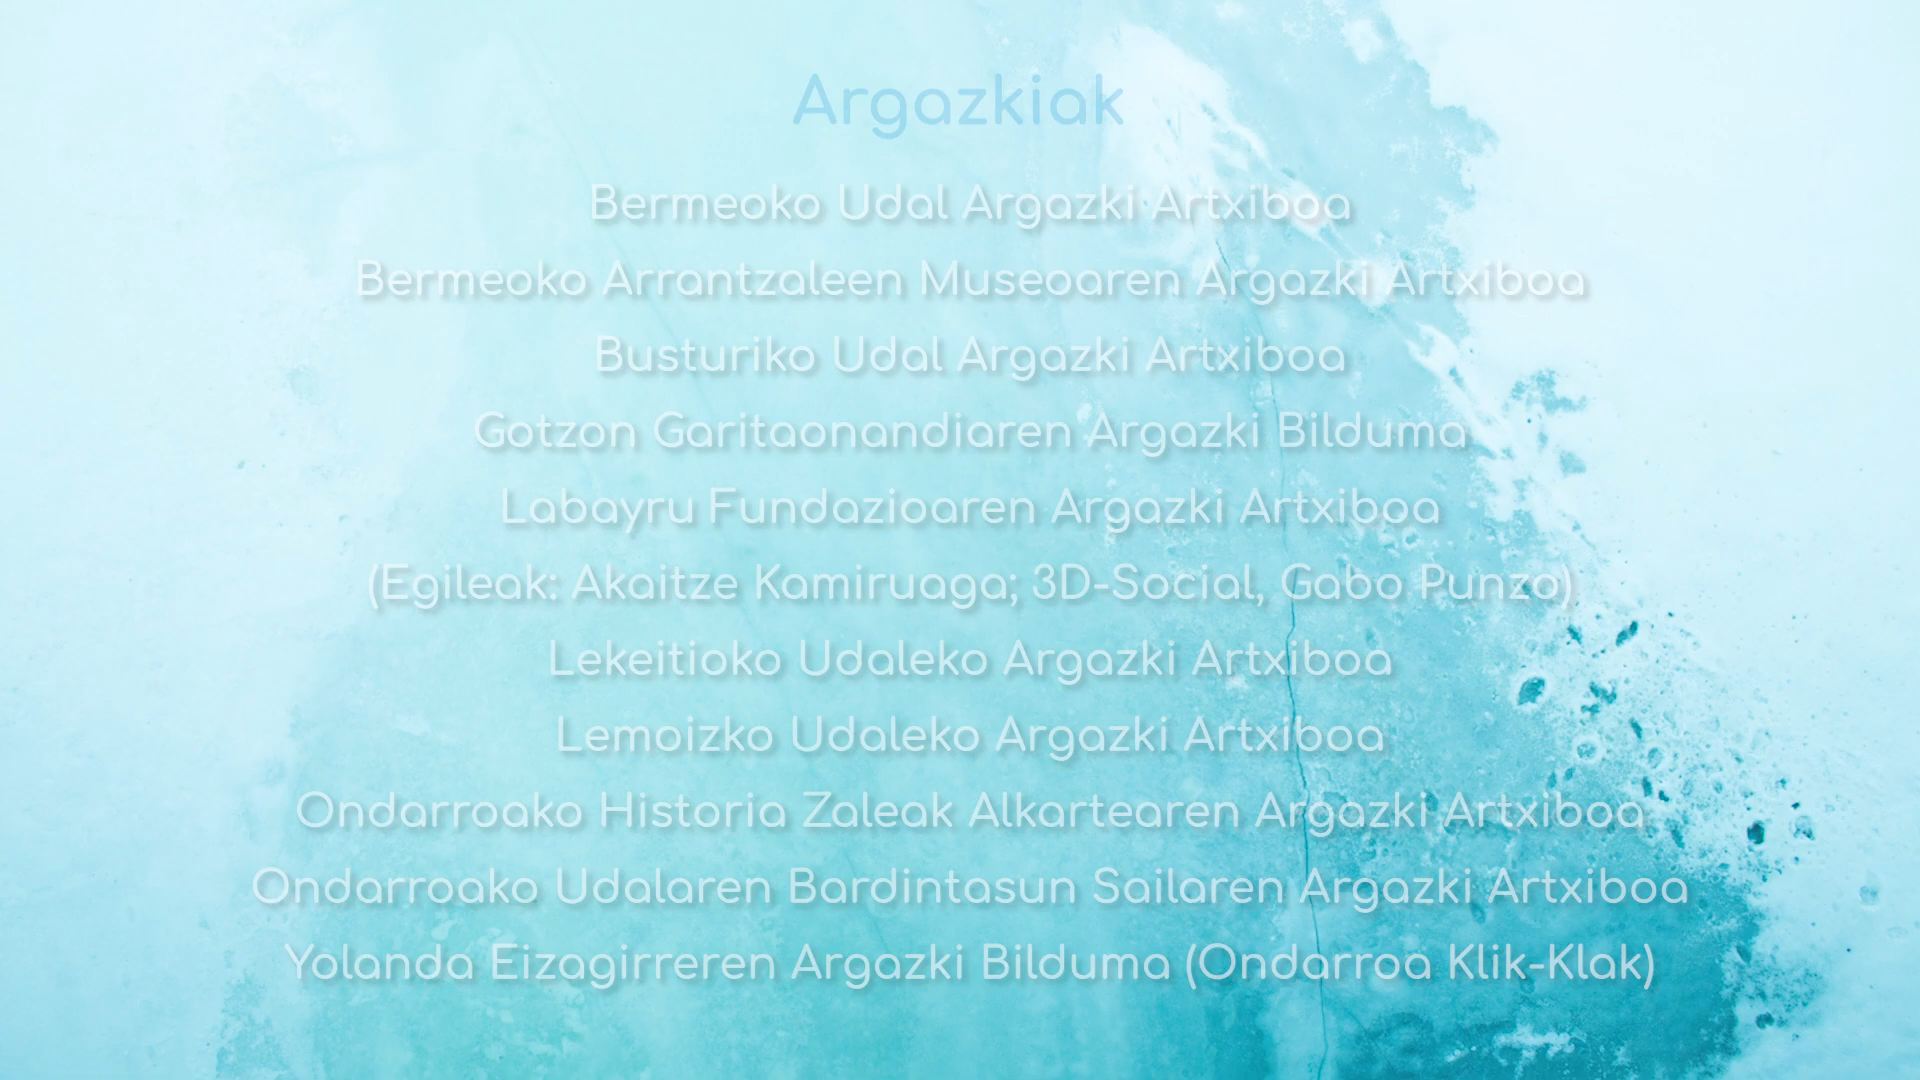 Argazkiak
Bermeoko Udal Argazki Artxiboa
Bermeoko Arrantzaleen Museoaren Argazki Artxiboa
Busturiko Udal Argazki Artxiboa
Gotzon Garitaonandiaren Argazki Bilduma
Labayru Fundazioaren Argazki Artxiboa
(Egileak: Akaitze Kamiruaga; 3D-Social, Gabo Punzo)
Lekeitioko Udaleko Argazki Artxiboa
Lemoizko Udaleko Argazki Artxiboa
Ondarroako Historia Zaleak Alkartearen Argazki Artxiboa
Ondarroako Udalaren Bardintasun Sailaren Argazki Artxiboa
Yolanda Eizagirreren Argazki Bilduma (Ondarroa Klik-Klak)